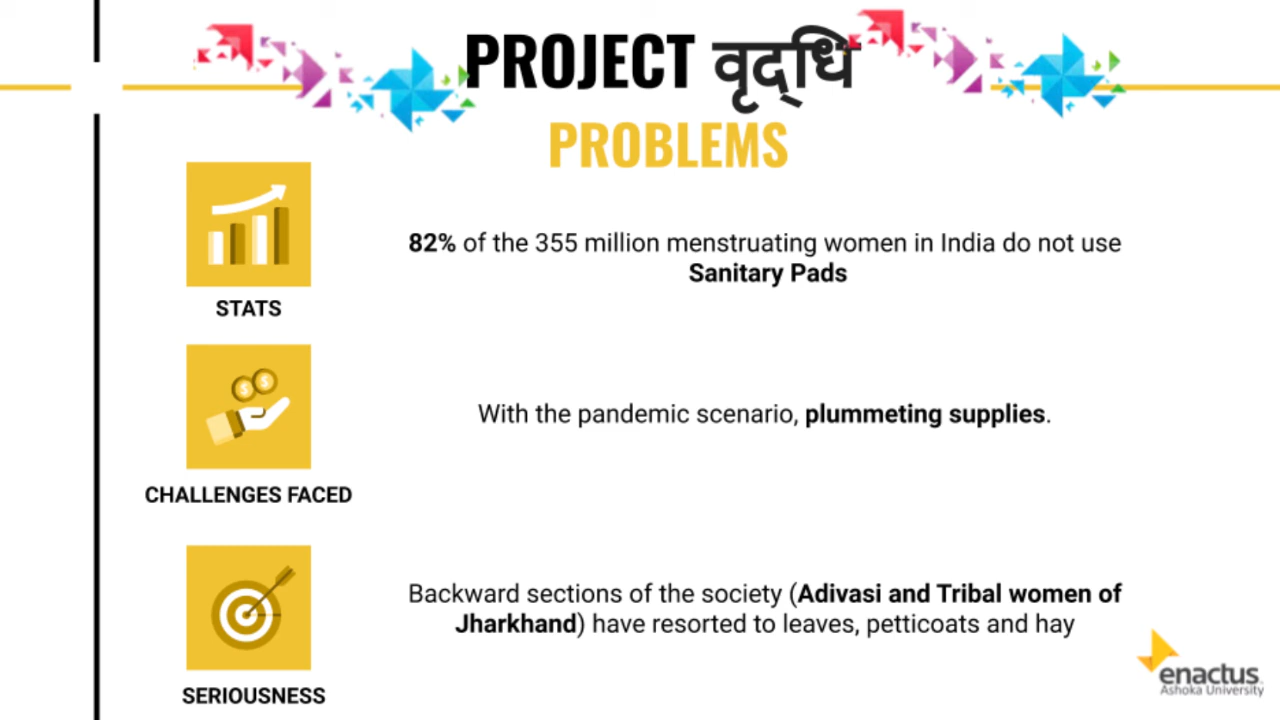 PROJECT वृद्धि
PROBLEMS
82% of the 355 million menstruating women in India do not use
Sanitary Pads
STATS
With the pandemic scenario, plummeting supplies.
CHALLENGES FACED
Backward sections of the society (Adivasi and Tribal women of
Jharkhand) have resorted to leaves, petticoats and hay
SERIOUSNESS
enactus
Ashoka University